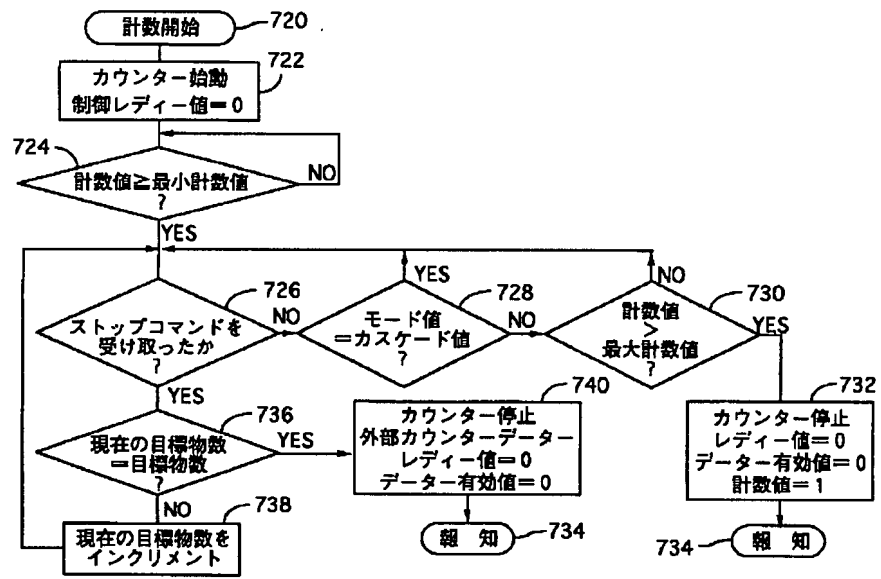 計数開始
720
カウンター始動
制御レディー値=0
722
724
計数値≧最小計数値
?
NO
YES
ストップコマンドを
受け取ったか
?
726
NO
YES
モード値
=カスケード値
?
728
YES
NO
計数値
>
最大計数値
?
730
NO
YES
現在の目標物数
=目標物数
?
736
YES
NO
カウンター停止
外部カウンターデーター
レディー値=0
データー有効値=0
740
カウンター停止
レディー値=0
データー有効値=0
計数値=1
732
現在の目標物数を
インクリメント
738
報 知
734
734
報 知